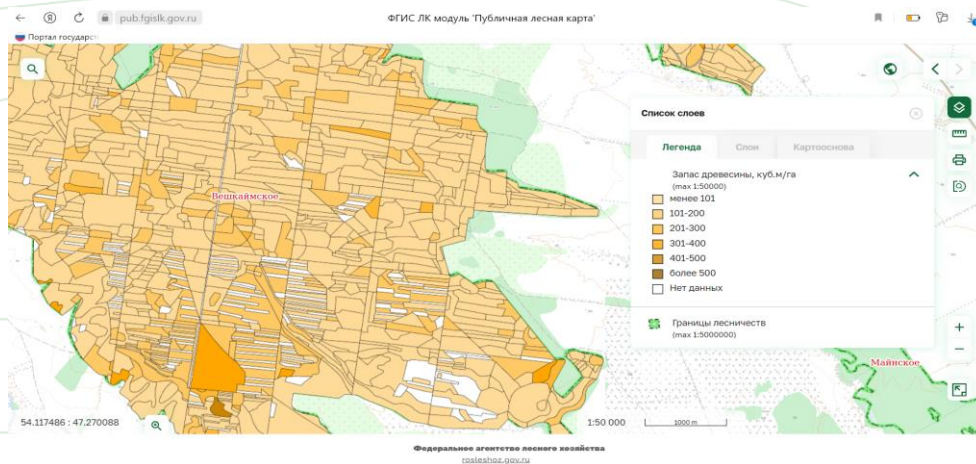 pub.fgislk.gov.ru
ФГИС ЛК модуль 'Публичная лесная карта'
Портал государст
Список слоев
Легенда
Слои
Картооснова
Запас древесины, куб.м/га
(max 1:50000)
менее 101
101-200
201-300
301-400
401-500
более 500
Нет данных
Границы лесничеств
(max 1:5000000)
Вешкаймское
Майнское
54.117486 : 47.270088
1:50 000
1000 m
Федеральное агентство лесного хозяйства
rosleshoz.gov.ru